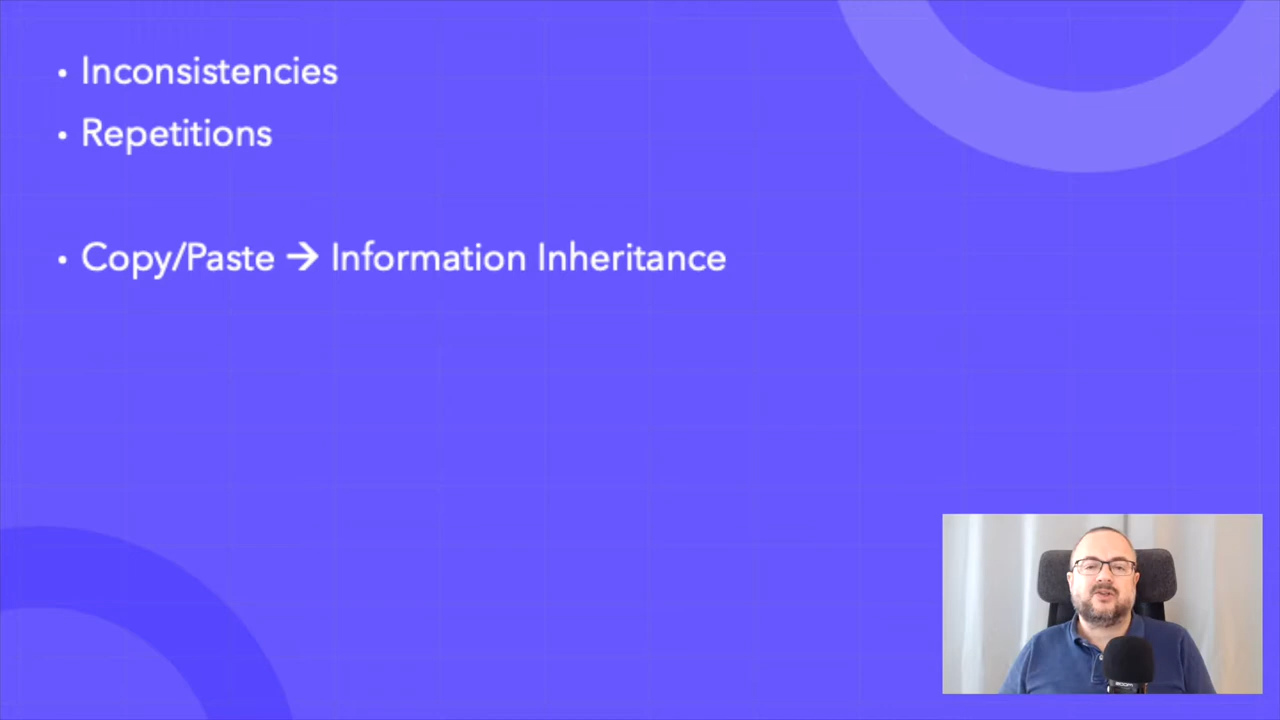 • Inconsistencies
• Repetitions
• Copy/Paste → Information Inheritance